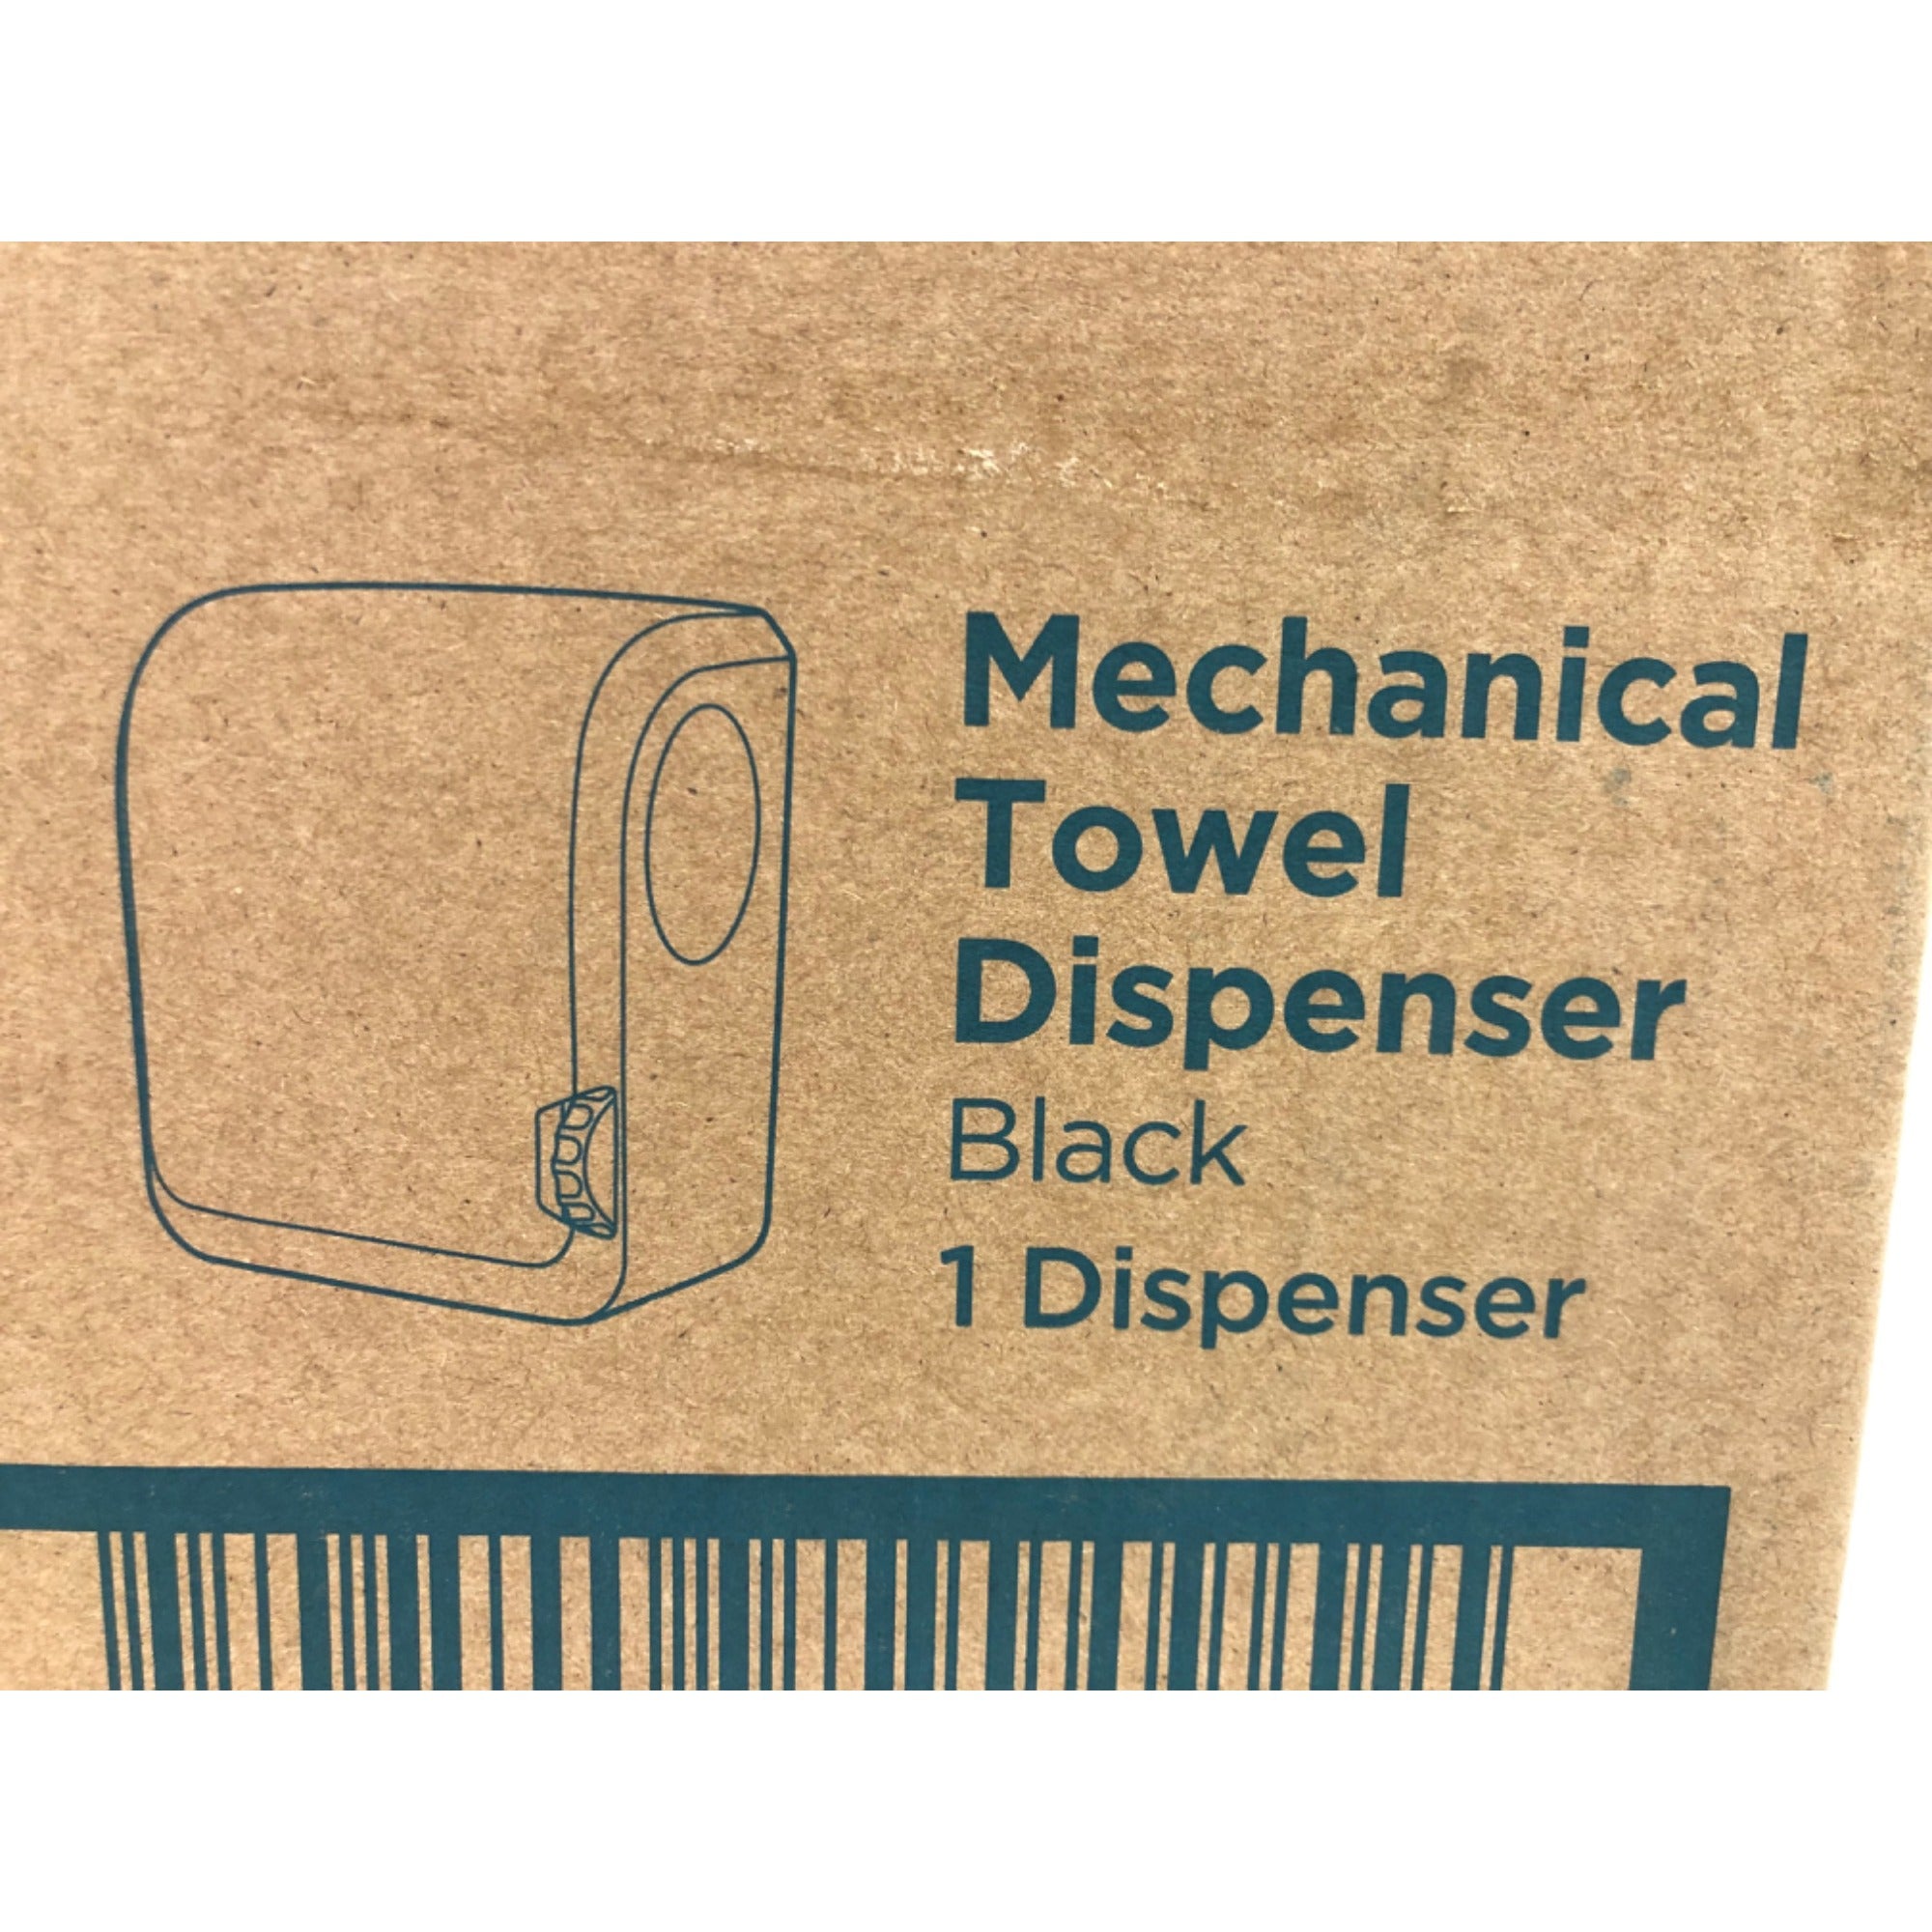 Mechanical
Towel
Dispenser
Black
1 Dispenser